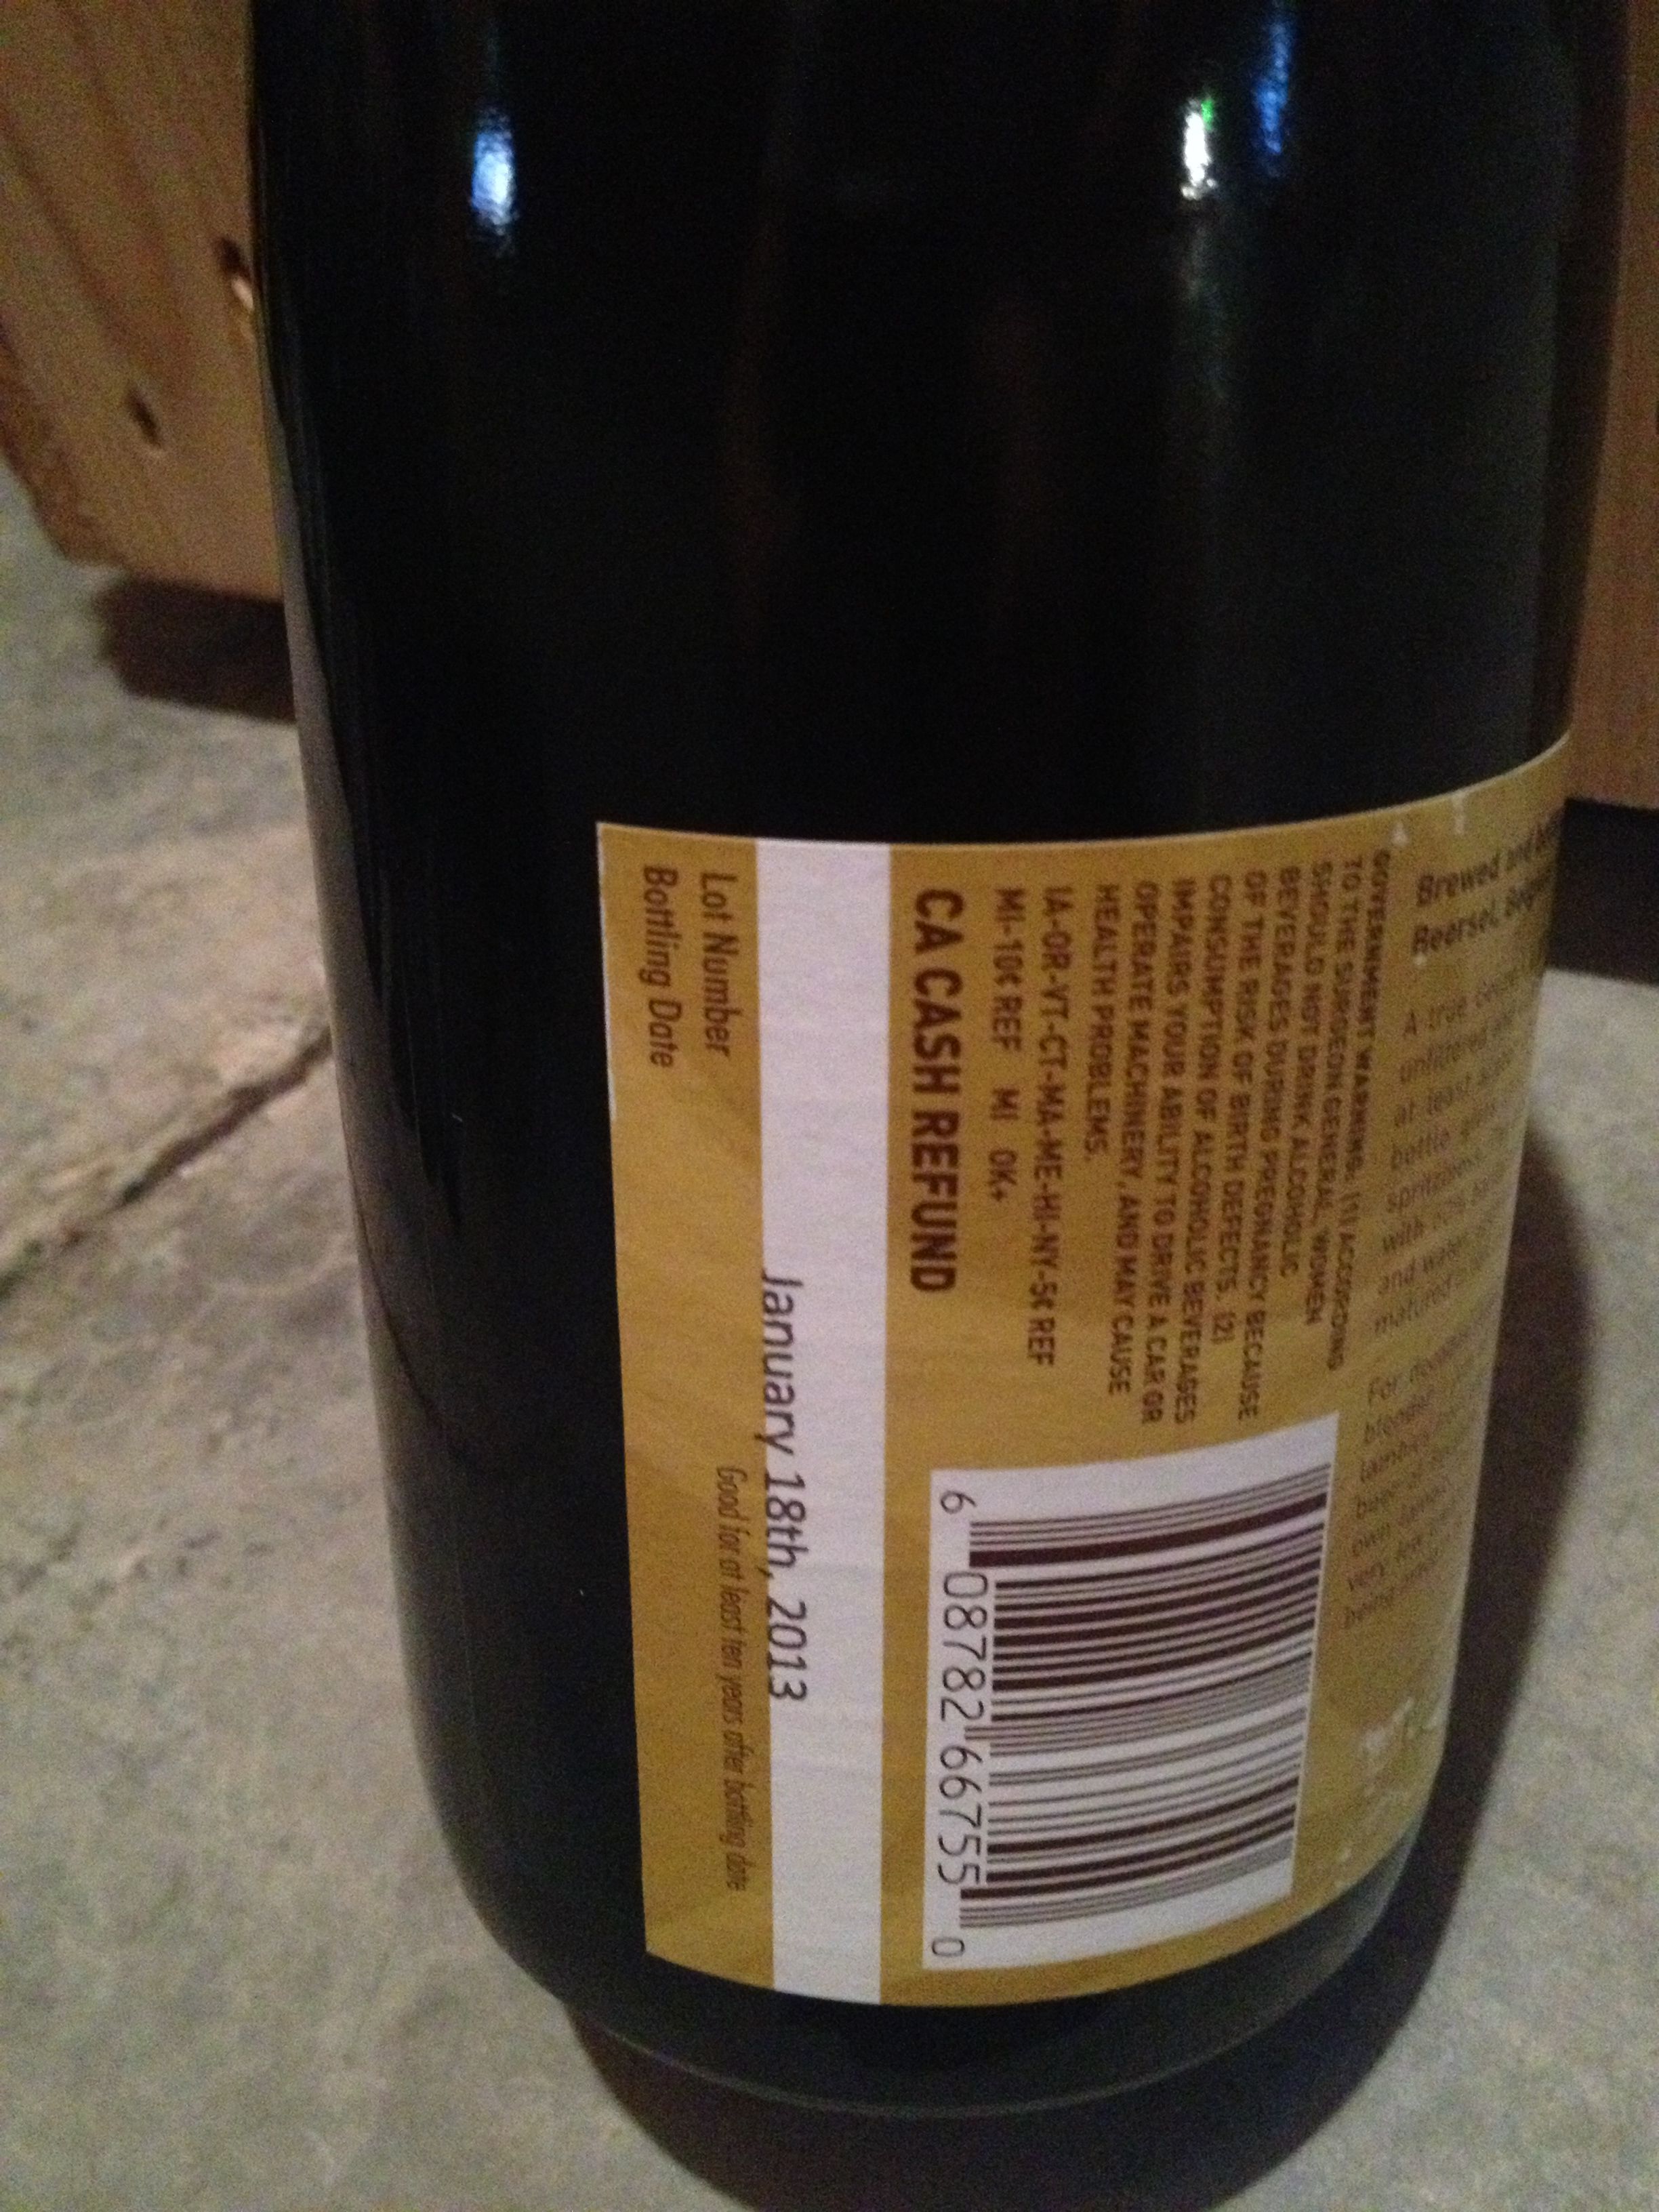 Brewed and
Beersel,
A true
unfiltered
at least
bottle
with
and water
matured
For
blender
beer
own
very few
being
GOVERNMENT WARNING: (1) ACCORDING
TO THE SURGEON GENERAL, WOMEN
SHOULD NOT DRINK ALCOHOLIC
BEVERAGES DURING PREGNANCY BECAUSE
OF THE RISK OF BIRTH DEFECTS. (2)
CONSUMPTION OF ALCOHOLIC BEVERAGES
IMPAIRS YOUR ABILITY TO DRIVE A CAR OR
OPERATE MACHINERY, AND MAY CAUSE
HEALTH PROBLEMS.
IA-OR-VT-CT-MA-ME-HI-NY-5¢ REF
MI-10¢ REF MI OK+
CA CASH REFUND
6 08782 66755 0
January 18th, 2013
Lot Number
Good for at least ten years after bottling date
Bottling Date